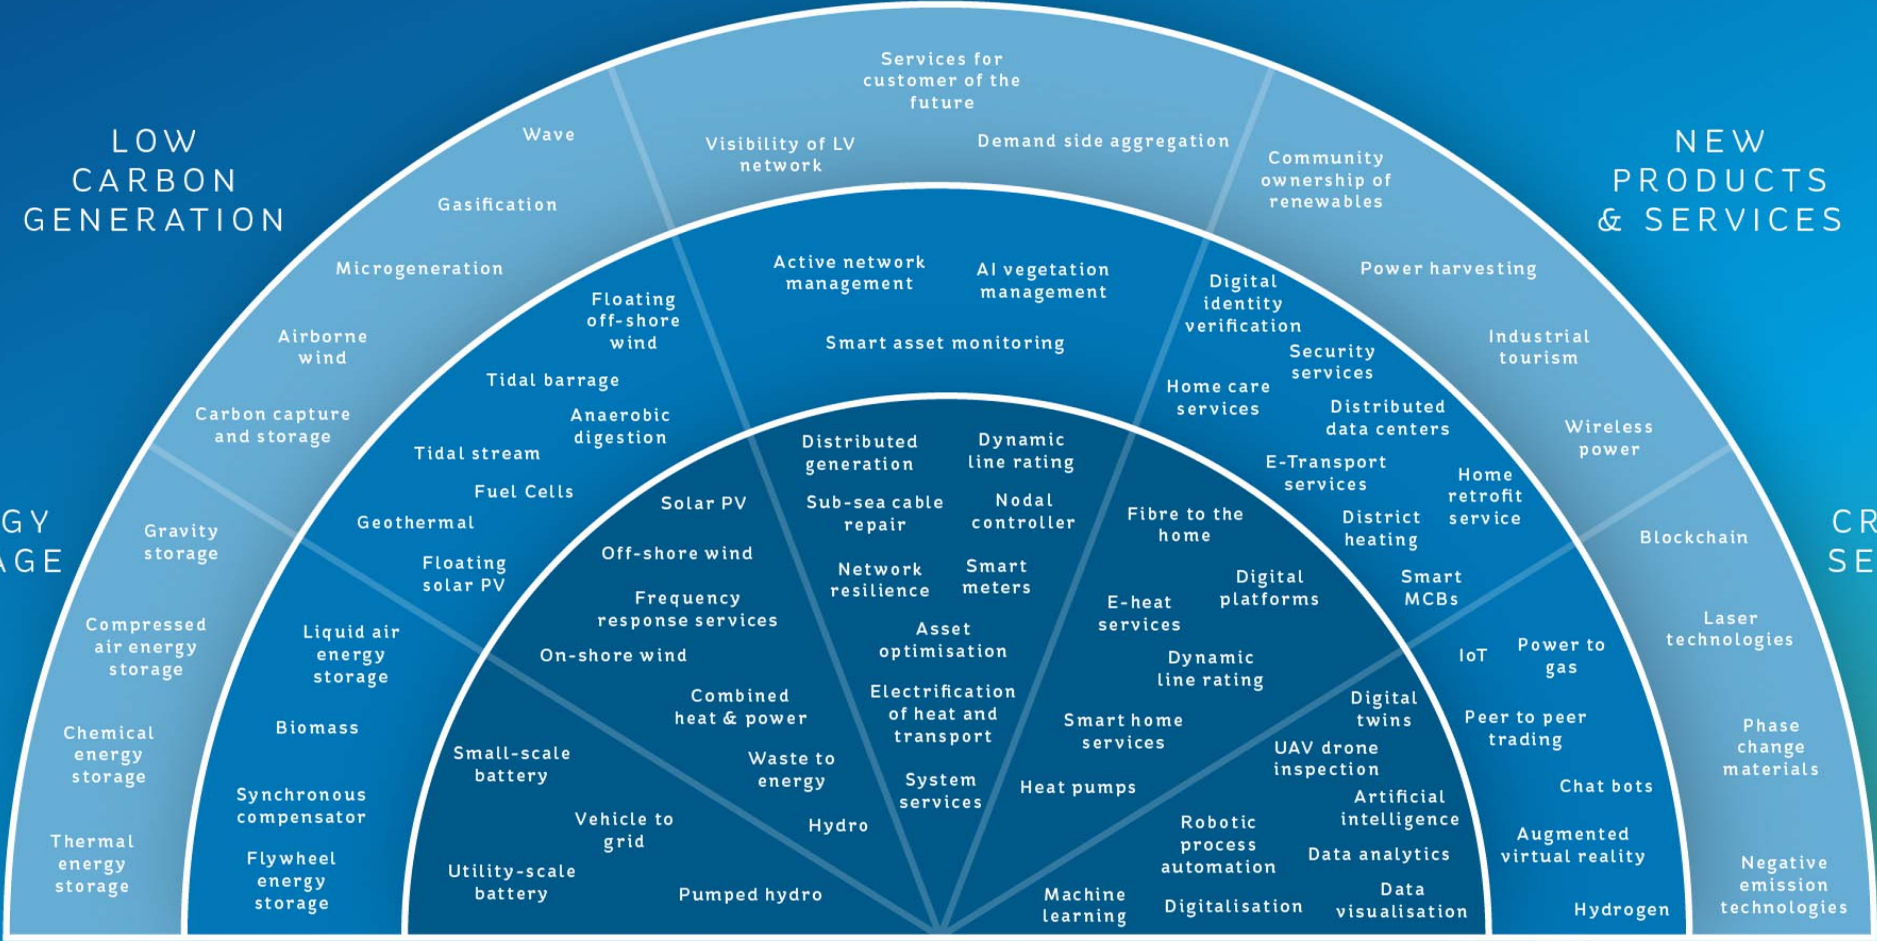 LOW
CARBON
GENERATION
NEW
PRODUCTS
& SERVICES
GY
AGE
CR
SE
Gravity
storage
Compressed
air energy
storage
Chemical
energy
storage
Thermal
energy
storage
Liquid air
energy
storage
Biomass
Synchronous
compensator
Flywheel
energy
storage
Small-scale
battery
Vehicle to
grid
Utility-scale
battery
Pumped hydro
Wave
Gasification
Microgeneration
Airborne
wind
Carbon capture
and storage
Floating
off-shore
wind
Tidal barrage
Anaerobic
digestion
Tidal stream
Fuel Cells
Geothermal
Floating
solar PV
Solar PV
Off-shore wind
Frequency
response services
On-shore wind
Combined
heat & power
Waste to
energy
Hydro
Services for
customer of the
future
Visibility of LV
network
Demand side aggregation
Active network
management
AI vegetation
management
Smart asset monitoring
Distributed
generation
Dynamic
line rating
Sub-sea cable
repair
Nodal
controller
Network
resilience
Smart
meters
Asset
optimisation
Electrification
of heat and
transport
System
services
Community
ownership of
renewables
Power harvesting
Industrial
tourism
Wireless
power
Digital
identity
verification
Security
services
Home care
services
Distributed
data centers
E-Transport
services
Home
retrofit
service
District
heating
Smart
MCBs
Fibre to the
home
Digital
platforms
E-heat
services
Dynamic
line rating
Smart home
services
Heat pumps
Blockchain
Laser
technologies
Phase
change
materials
Negative
emission
technologies
IoT
Power to
gas
Peer to peer
trading
Chat bots
Augmented
virtual reality
Hydrogen
Digital
twins
UAV drone
inspection
Artificial
intelligence
Robotic
process
automation
Data analytics
Machine
learning
Digitalisation
Data
visualisation